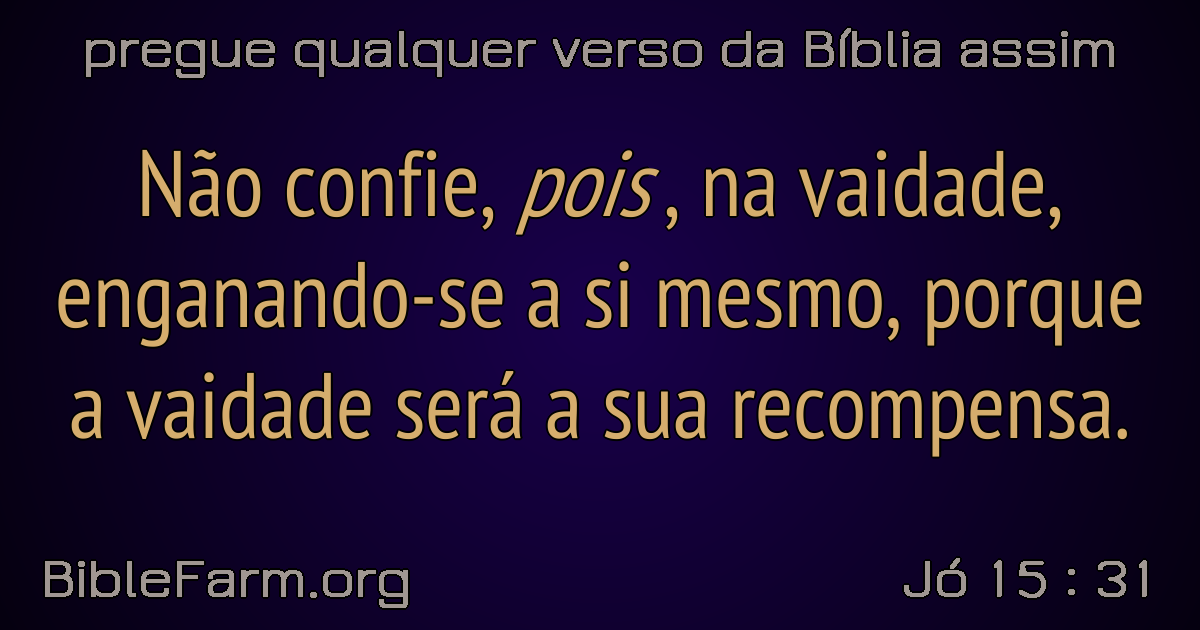 pregue qualquer verso da Bíblia assim
Não confie, pois , na vaidade,
enganando-se a si mesmo, porque
a vaidade será a sua recompensa.
BibleFarm.org
Jó 15 : 31